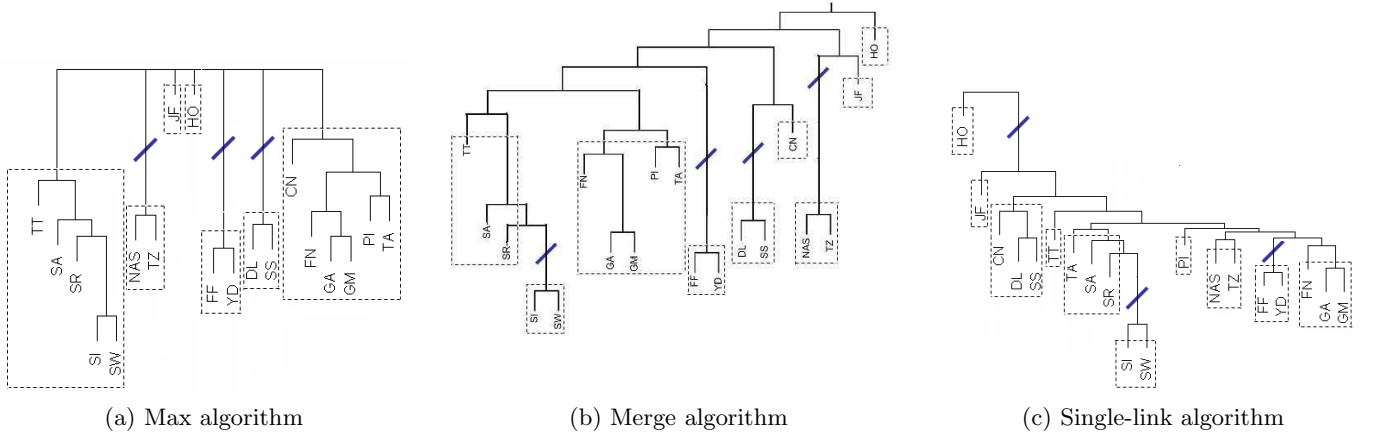 TT
SA
SR
SI
SW
NAS
TZ
JF
HO
FF
YD
DL
SS
CN
FN
GA
GM
PI
TA
(a) Max algorithm
TT
SA
SR
SI
SW
FN
GA
GM
PI
TA
FF
YD
DL
SS
CN
NAS
TZ
JF
HO
(b) Merge algorithm
HO
JF
CN
DL
SS
TT
TA
SA
SR
SI
SW
PI
NAS
TZ
FF
YD
FN
GA
GM
(c) Single-link algorithm